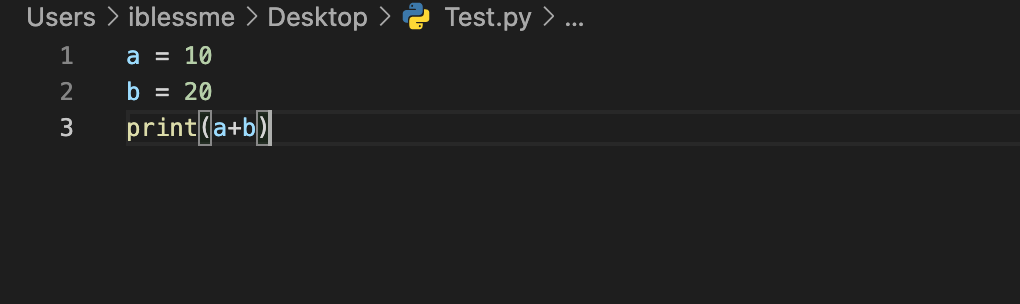 Users > iblessme > Desktop > Test.py > ...
1 a = 10
2 b = 20
3 print(a+b)